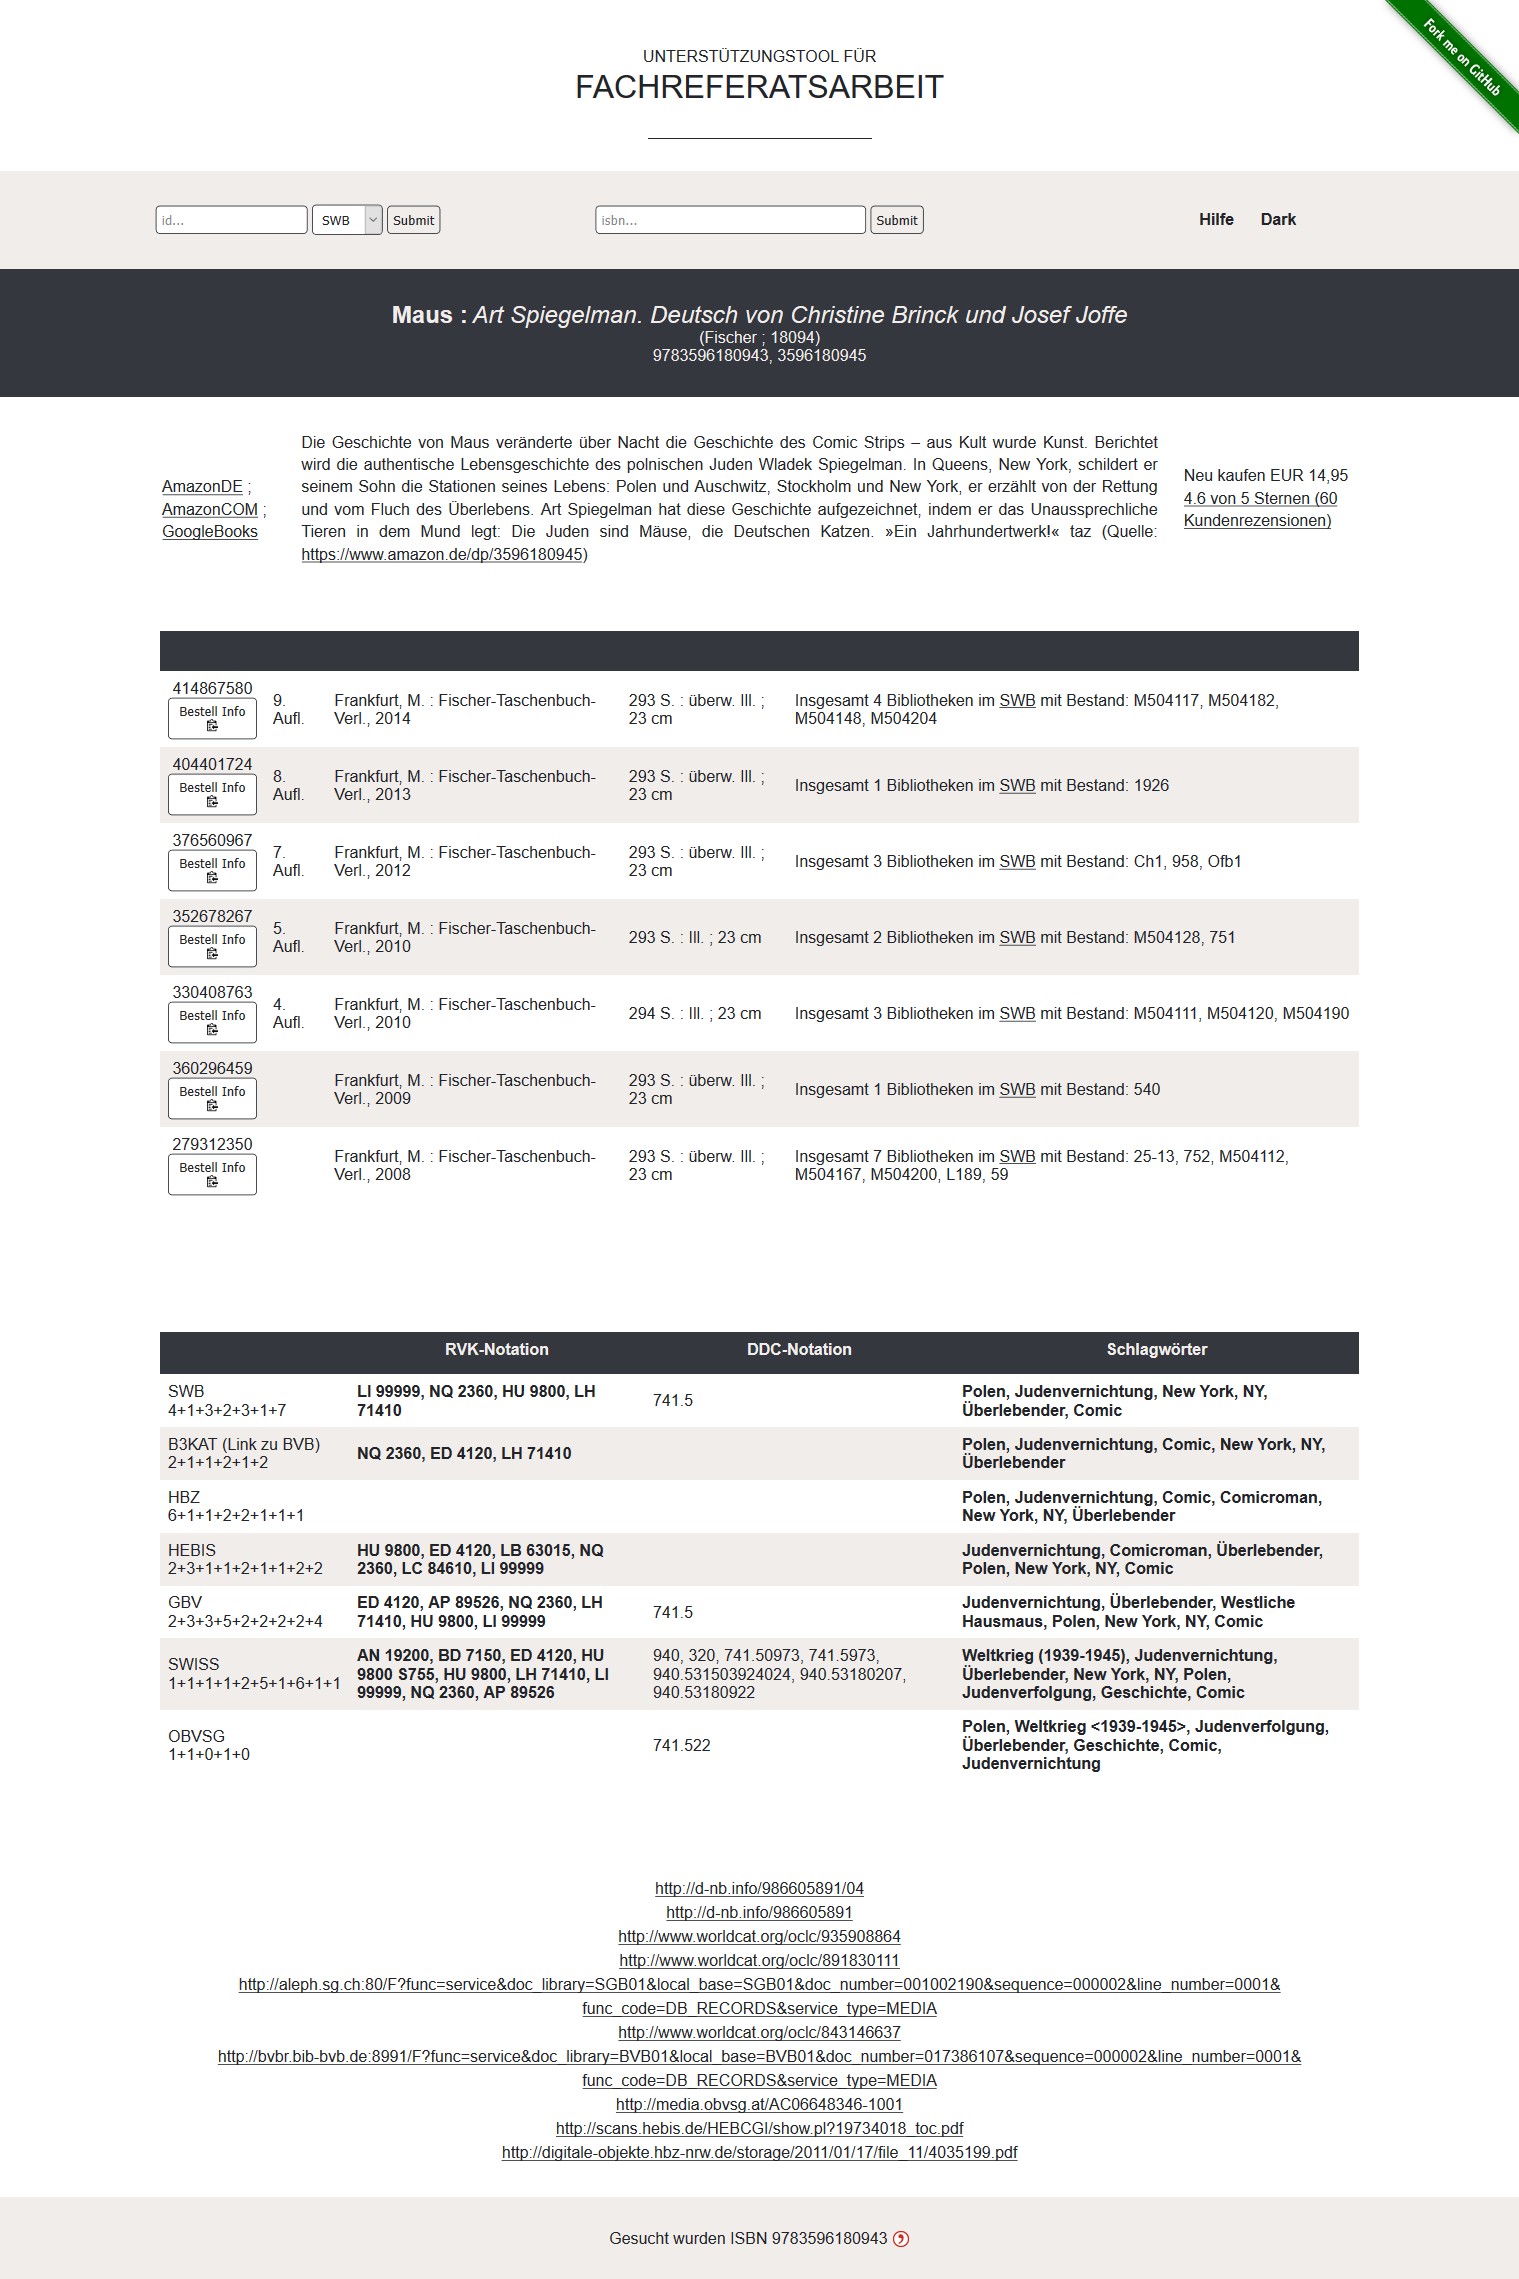 Fork me on GitHub
UNTERSTÜTZUNGSTOOL FÜR
FACHREFERATSARBEIT
id... SWB Submit isbn... Submit Hilfe Dark
Maus : Art Spiegelman. Deutsch von Christine Brinck und Josef Joffe
(Fischer ; 18094)
9783596180943, 3596180945
AmazonDE ;
AmazonCOM ;
GoogleBooks
Die Geschichte von Maus veränderte über Nacht die Geschichte des Comic Strips – aus Kult wurde Kunst. Berichtet
wird die authentische Lebensgeschichte des polnischen Juden Wladek Spiegelman. In Queens, New York, schildert er
seinem Sohn die Stationen seines Lebens: Polen und Auschwitz, Stockholm und New York, er erzählt von der Rettung
und vom Fluch des Überlebens. Art Spiegelman hat diese Geschichte aufgezeichnet, indem er das Unaussprechliche
Tieren in dem Mund legt: Die Juden sind Mäuse, die Deutschen Katzen. »Ein Jahrhundertwerk!« taz (Quelle:
https://www.amazon.de/dp/3596180945)
Neu kaufen EUR 14,95
4.6 von 5 Sternen (60
Kundenrezensionen)
414867580
Bestell Info
9.
Aufl.
Frankfurt, M. : Fischer-Taschenbuch-
Verl., 2014
293 S. : überw. Ill. ;
23 cm
Insgesamt 4 Bibliotheken im SWB mit Bestand: M504117, M504182,
M504148, M504204
404401724
Bestell Info
8.
Aufl.
Frankfurt, M. : Fischer-Taschenbuch-
Verl., 2013
293 S. : überw. Ill. ;
23 cm
Insgesamt 1 Bibliotheken im SWB mit Bestand: 1926
376560967
Bestell Info
7.
Aufl.
Frankfurt, M. : Fischer-Taschenbuch-
Verl., 2012
293 S. : überw. Ill. ;
23 cm
Insgesamt 3 Bibliotheken im SWB mit Bestand: Ch1, 958, Ofb1
352678267
Bestell Info
5.
Aufl.
Frankfurt, M. : Fischer-Taschenbuch-
Verl., 2010
293 S. : Ill. ; 23 cm
Insgesamt 2 Bibliotheken im SWB mit Bestand: M504128, 751
330408763
Bestell Info
4.
Aufl.
Frankfurt, M. : Fischer-Taschenbuch-
Verl., 2010
294 S. : Ill. ; 23 cm
Insgesamt 3 Bibliotheken im SWB mit Bestand: M504111, M504120, M504190
360296459
Bestell Info
Frankfurt, M. : Fischer-Taschenbuch-
Verl., 2009
293 S. : überw. Ill. ;
23 cm
Insgesamt 1 Bibliotheken im SWB mit Bestand: 540
279312350
Bestell Info
Frankfurt, M. : Fischer-Taschenbuch-
Verl., 2008
293 S. : überw. Ill. ;
23 cm
Insgesamt 7 Bibliotheken im SWB mit Bestand: 25-13, 752, M504112,
M504167, M504200, L189, 59
RVK-Notation DDC-Notation Schlagwörter
SWB
4+1+3+2+3+1+7
LI 99999, NQ 2360, HU 9800, LH
71410
741.5
Polen, Judenvernichtung, New York, NY,
Überlebender, Comic
B3KAT (Link zu BVB)
2+1+1+2+1+2
NQ 2360, ED 4120, LH 71410
Polen, Judenvernichtung, Comic, New York, NY,
Überlebender
HBZ
6+1+1+2+2+1+1+1
Polen, Judenvernichtung, Comic, Comicroman,
New York, NY, Überlebender
HEBIS
2+3+1+1+2+1+1+2+2
HU 9800, ED 4120, LB 63015, NQ
2360, LC 84610, LI 99999
Judenvernichtung, Comicroman, Überlebender,
Polen, New York, NY, Comic
GBV
2+3+3+5+2+2+2+2+4
ED 4120, AP 89526, NQ 2360, LH
71410, HU 9800, LI 99999
741.5
Judenvernichtung, Überlebender, Westliche
Hausmaus, Polen, New York, NY, Comic
SWISS
1+1+1+1+2+5+1+6+1+1
AN 19200, BD 7150, ED 4120, HU
9800 S755, HU 9800, LH 71410, LI
99999, NQ 2360, AP 89526
940, 320, 741.50973, 741.5973,
940.531503924024, 940.53180207,
940.53180922
Weltkrieg (1939-1945), Judenvernichtung,
Überlebender, New York, NY, Polen,
Judenverfolgung, Geschichte, Comic
OBVSG
1+1+0+1+0
741.522
Polen, Weltkrieg <1939-1945>, Judenverfolgung,
Überlebender, Geschichte, Comic,
Judenvernichtung
http://d-nb.info/986605891/04
http://d-nb.info/986605891
http://www.worldcat.org/oclc/935908864
http://www.worldcat.org/oclc/891830111
http://aleph.sg.ch:80/F?func=service&doc_library=SGB01&local_base=SGB01&doc_number=001002190&sequence=000002&line_number=0001&
func_code=DB_RECORDS&service_type=MEDIA
http://www.worldcat.org/oclc/843146637
http://bvbr.bib-bvb.de:8991/F?func=service&doc_library=BVB01&local_base=BVB01&doc_number=017386107&sequence=000002&line_number=0001&
func_code=DB_RECORDS&service_type=MEDIA
http://media.obvsg.at/AC06648346-1001
http://scans.hebis.de/HEBCGI/show.pl?19734018_toc.pdf
http://digitale-objekte.hbz-nrw.de/storage/2011/01/17/file_11/4035199.pdf
Gesucht wurden ISBN 9783596180943